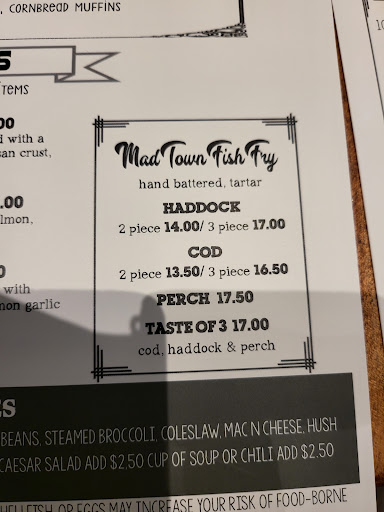 , CORNBREAD MUFFINS
S
ITEMS
.00
d with a
san crust,
.00
lmon,
0
with
mon garlic
Mad Town Fish Fry
hand battered, tartar
HADDOCK
2 piece 14.00/ 3 piece 17.00
COD
2 piece 13.50/ 3 piece 16.50
PERCH 17.50
TASTE OF 3 17.00
cod, haddock & perch
ES
BEANS, STEAMED BROCCOLI, COLESLAW, MAC N CHEESE, HUSH
CAESAR SALAD ADD $2.50 CUP OF SOUP OR CHILI ADD $2.50
HELLFISH, OR EGGS MAY INCREASE YOUR RISK OF FOOD-BORNE